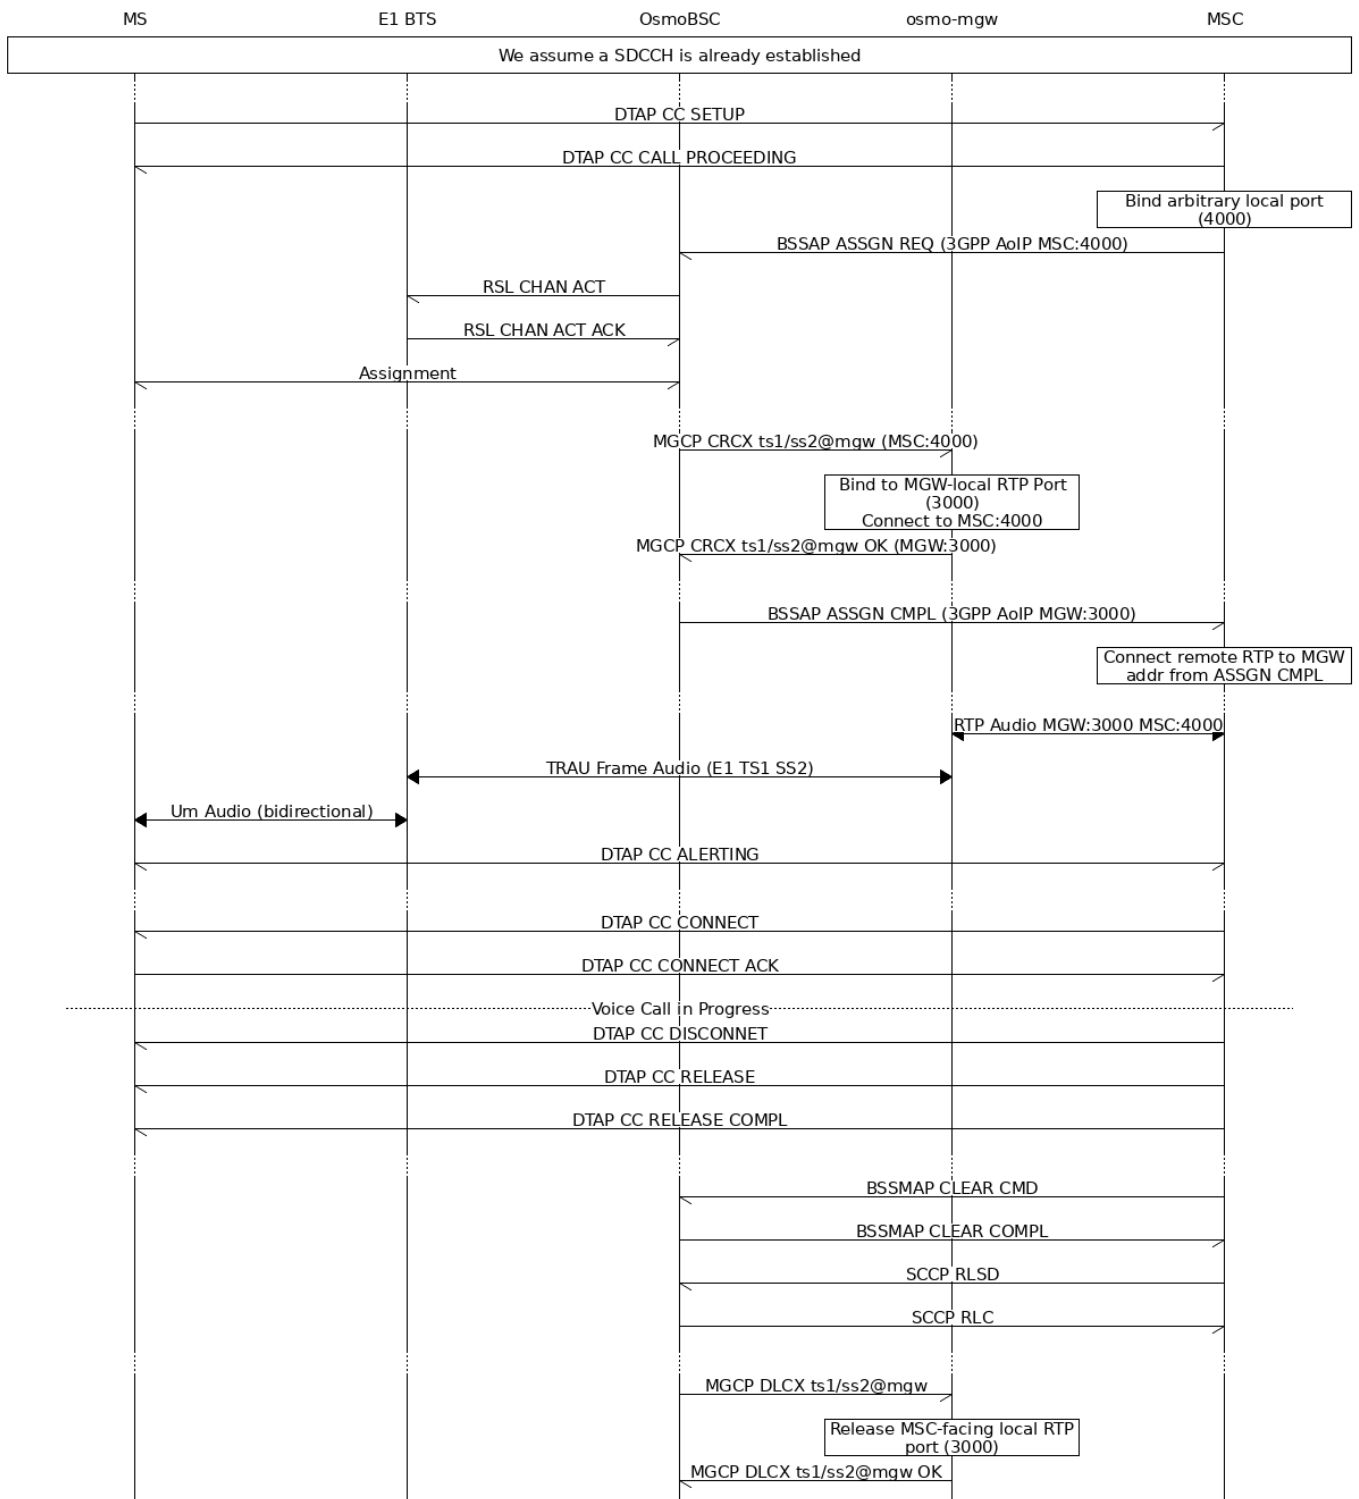 MS E1 BTS OsmoBSC osmo-mgw MSC
We assume a SDCCH is already established
DTAP CC SETUP
DTAP CC CALL PROCEEDING
Bind arbitrary local port
(4000)
BSSAP ASSGN REQ (3GPP AoIP MSC:4000)
RSL CHAN ACT
RSL CHAN ACT ACK
Assignment
MGCP CRCX ts1/ss2@mgw (MSC:4000)
Bind to MGW-local RTP Port
(3000)
Connect to MSC:4000
MGCP CRCX ts1/ss2@mgw OK (MGW:3000)
BSSAP ASSGN CMPL (3GPP AoIP MGW:3000)
Connect remote RTP to MGW
addr from ASSGN CMPL
RTP Audio MGW:3000 MSC:4000
TRAU Frame Audio (E1 TS1 SS2)
Um Audio (bidirectional)
DTAP CC ALERTING
DTAP CC CONNECT
DTAP CC CONNECT ACK
Voice Call in Progress
DTAP CC DISCONNET
DTAP CC RELEASE
DTAP CC RELEASE COMPL
BSSMAP CLEAR CMD
BSSMAP CLEAR COMPL
SCCP RLSD
SCCP RLC
MGCP DLCX ts1/ss2@mgw
Release MSC-facing local RTP
port (3000)
MGCP DLCX ts1/ss2@mgw OK